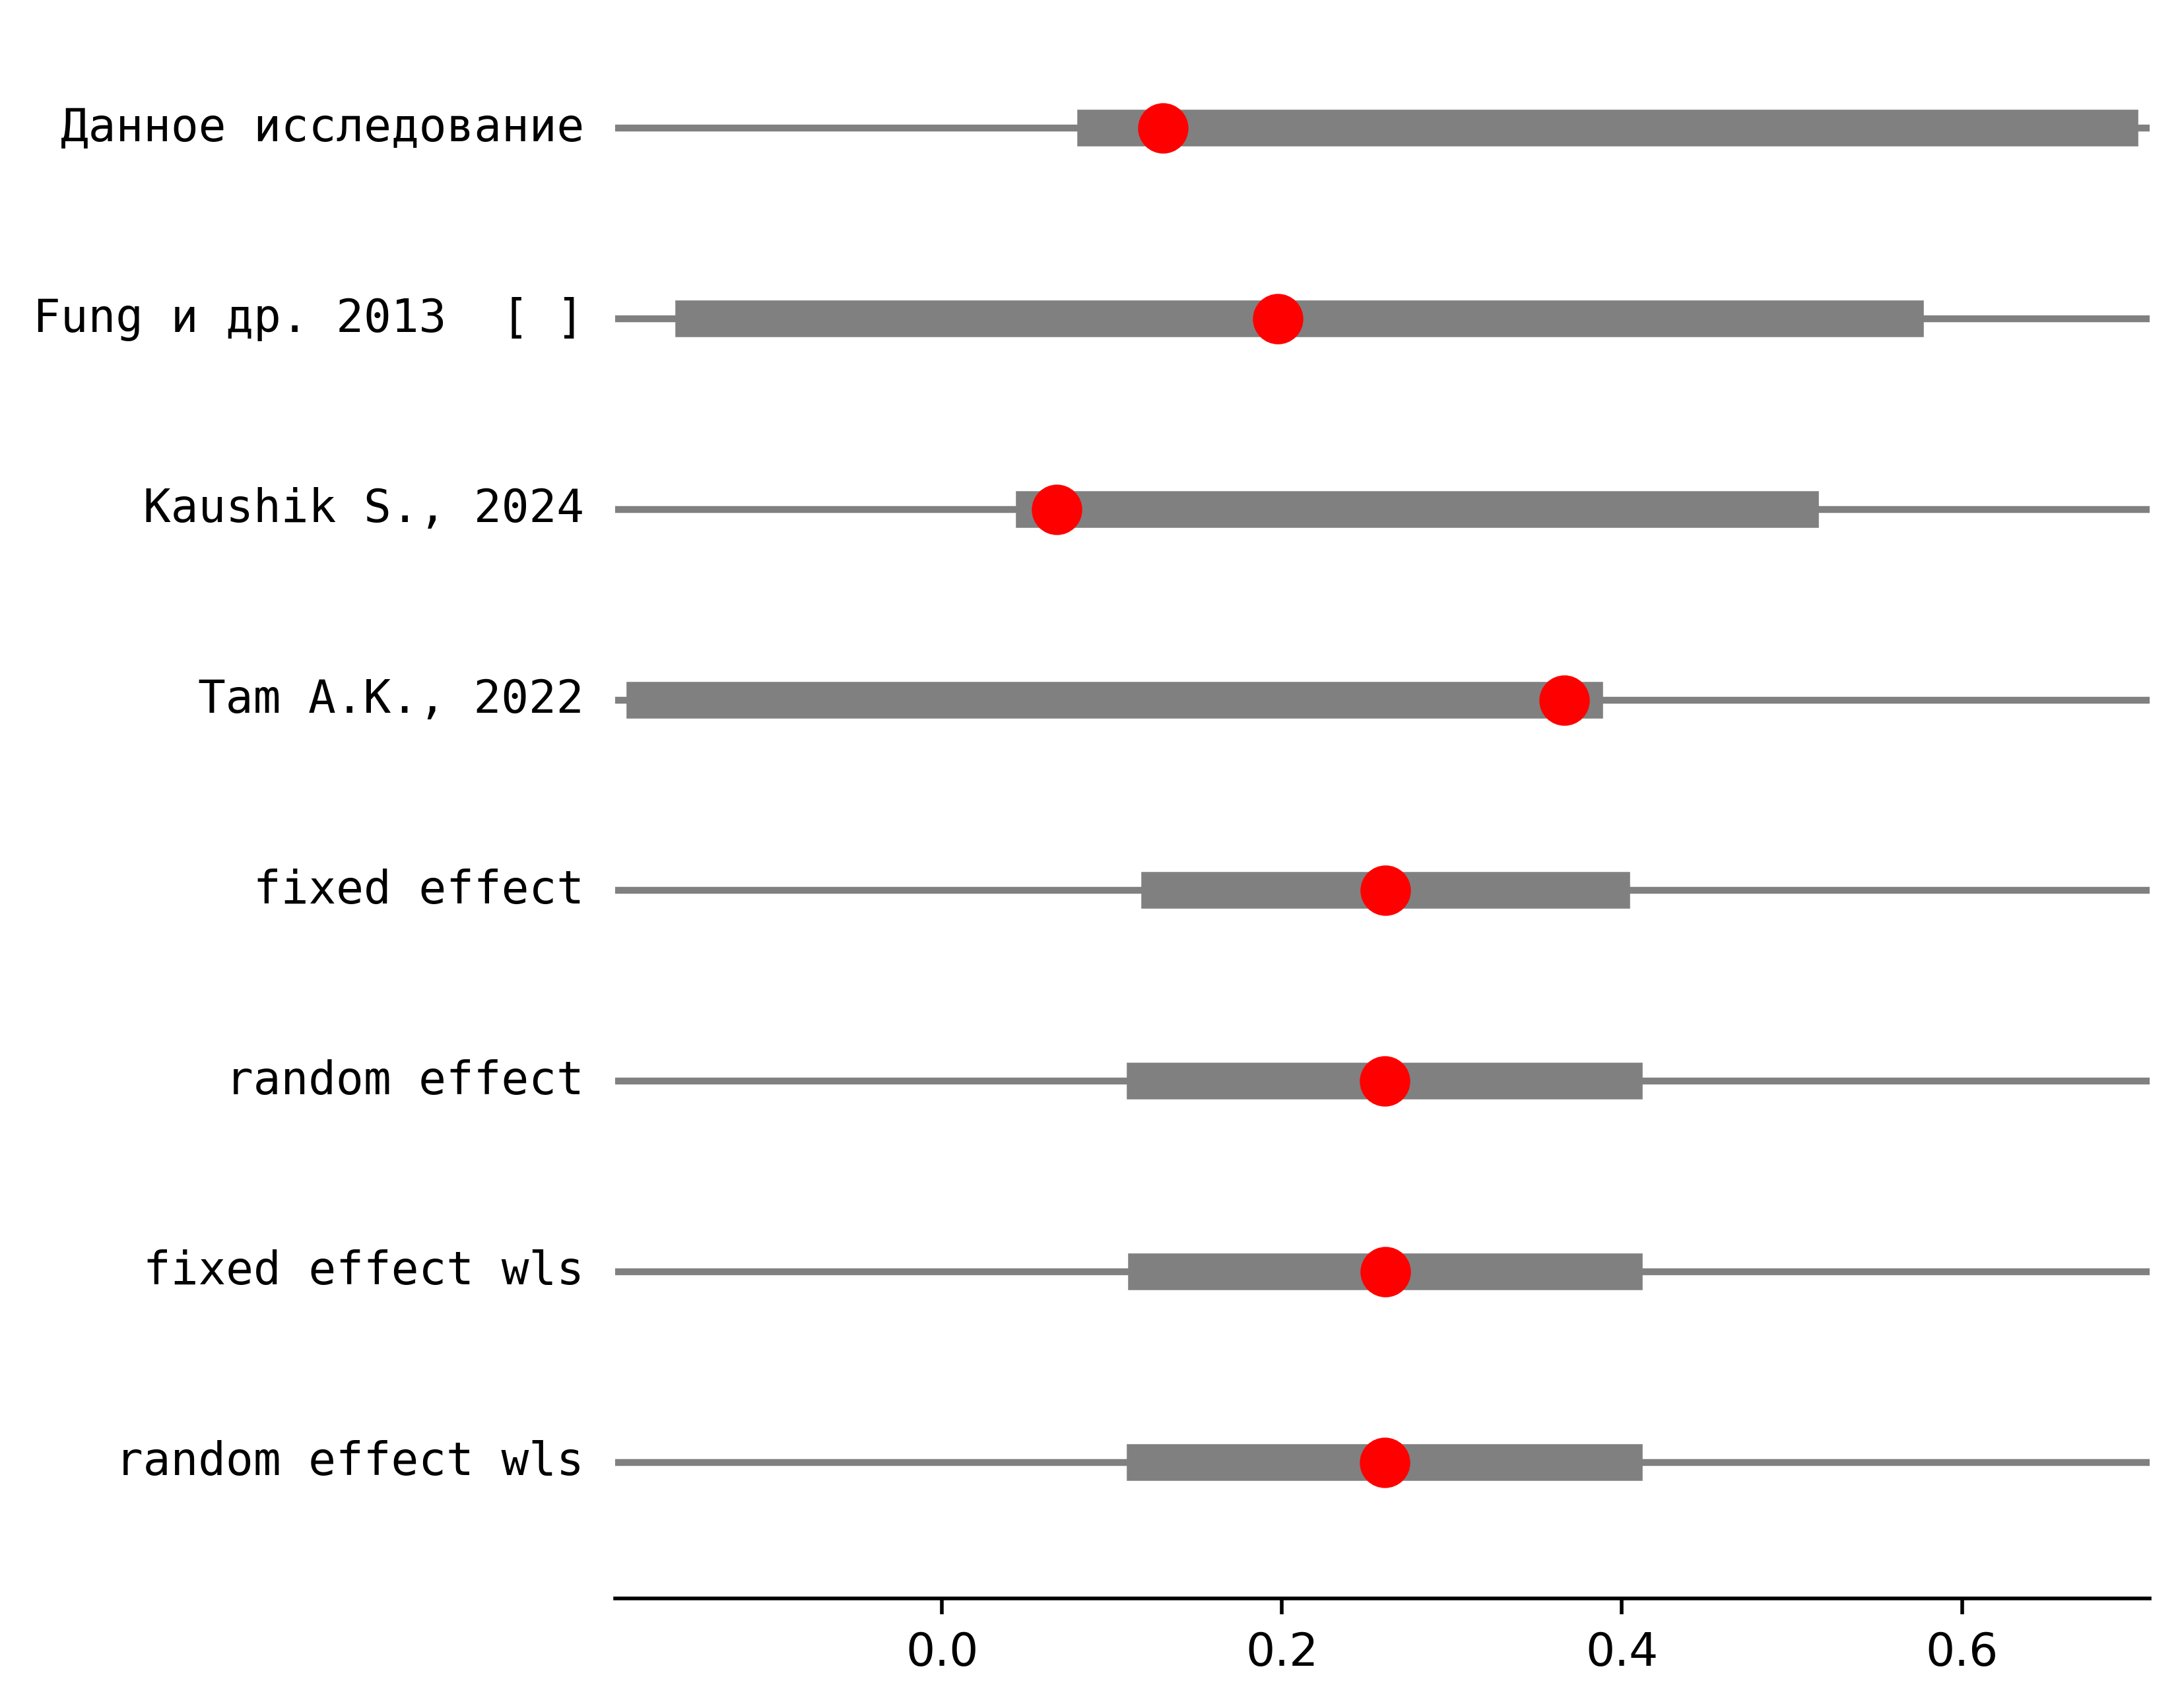 Данное исследование
Fung и др. 2013  [ ]
Kaushik S., 2024
Tam A.K., 2022
fixed effect
random effect
fixed effect wls
random effect wls
0.0 0.2 0.4 0.6